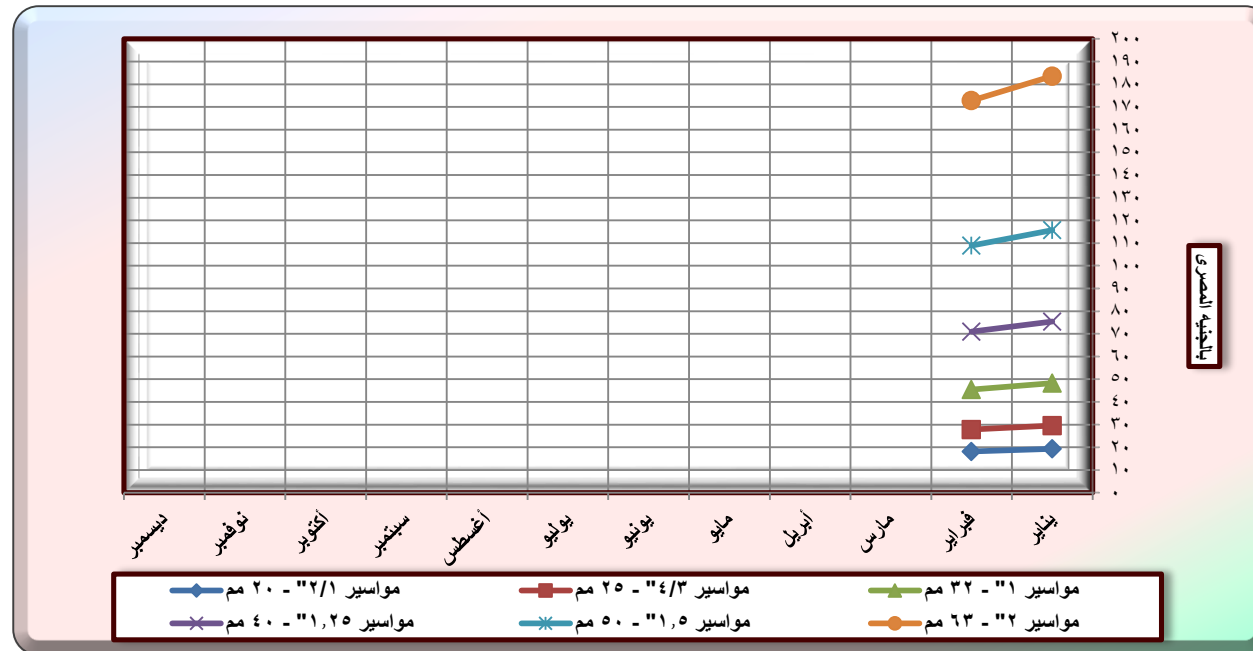 ٢٠٠
١٩٠
١٨٠
١٧٠
١٦٠
١٥٠
١٤٠
١٣٠
١٢٠
١١٠
١٠٠
٩٠
٨٠
٧٠
٦٠
٥٠
٤٠
٣٠
٢٠
١٠
٠
بالجنيه المصرى
يناير
فبراير
مارس
أبريل
مايو
يونيو
يوليو
أغسطس
سبتمبر
أكتوبر
نوفمبر
ديسمبر
مواسير ٢/١" - ٢٠ مم
مواسير ٤/٣" - ٢٥ مم
مواسير ١" - ٣٢ مم
مواسير ١,٢٥" - ٤٠ مم
مواسير ١,٥" - ٥٠ مم
مواسير ٢" - ٦٣ مم